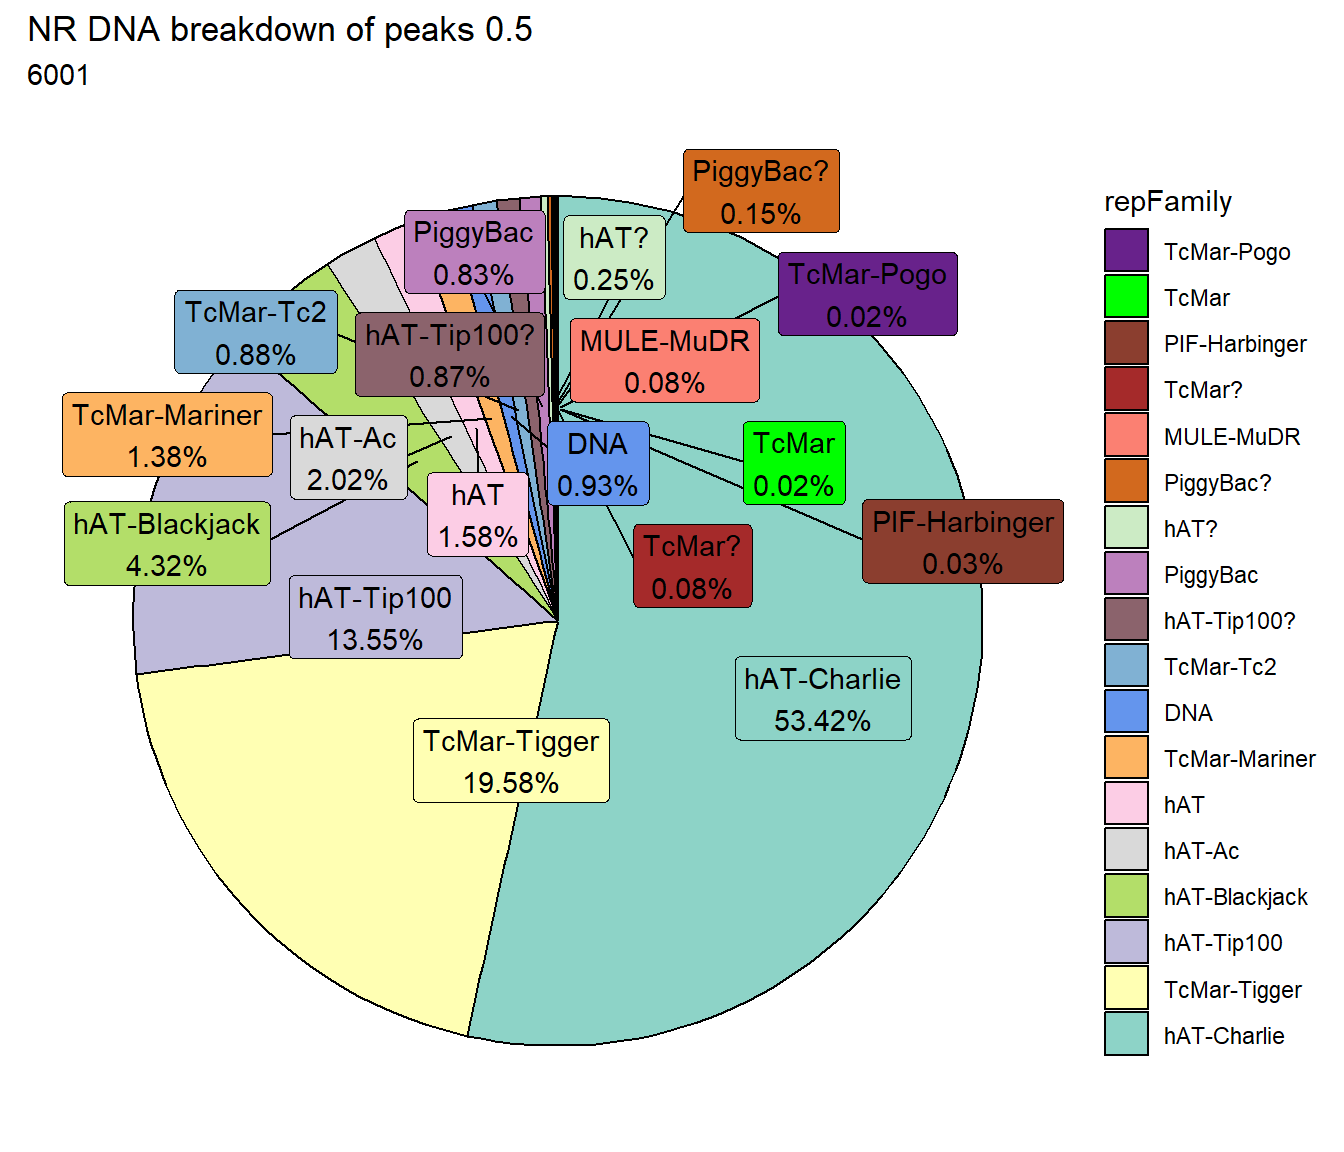 NR DNA breakdown of peaks 0.5
6001
PiggyBac?
0.15%
PiggyBac
0.83%
hAT?
0.25%
TcMar-Pogo
0.02%
TcMar-Tc2
0.88%
hAT-Tip100?
0.87%
MULE-MuDR
0.08%
TcMar-Mariner
1.38%
hAT-Ac
2.02%
DNA
0.93%
TcMar
0.02%
hAT-Blackjack
4.32%
hAT
1.58%
PIF-Harbinger
0.03%
TcMar?
0.08%
hAT-Tip100
13.55%
hAT-Charlie
53.42%
TcMar-Tigger
19.58%
repFamily
TcMar-Pogo
TcMar
PIF-Harbinger
TcMar?
MULE-MuDR
PiggyBac?
hAT?
PiggyBac
hAT-Tip100?
TcMar-Tc2
DNA
TcMar-Mariner
hAT
hAT-Ac
hAT-Blackjack
hAT-Tip100
TcMar-Tigger
hAT-Charlie